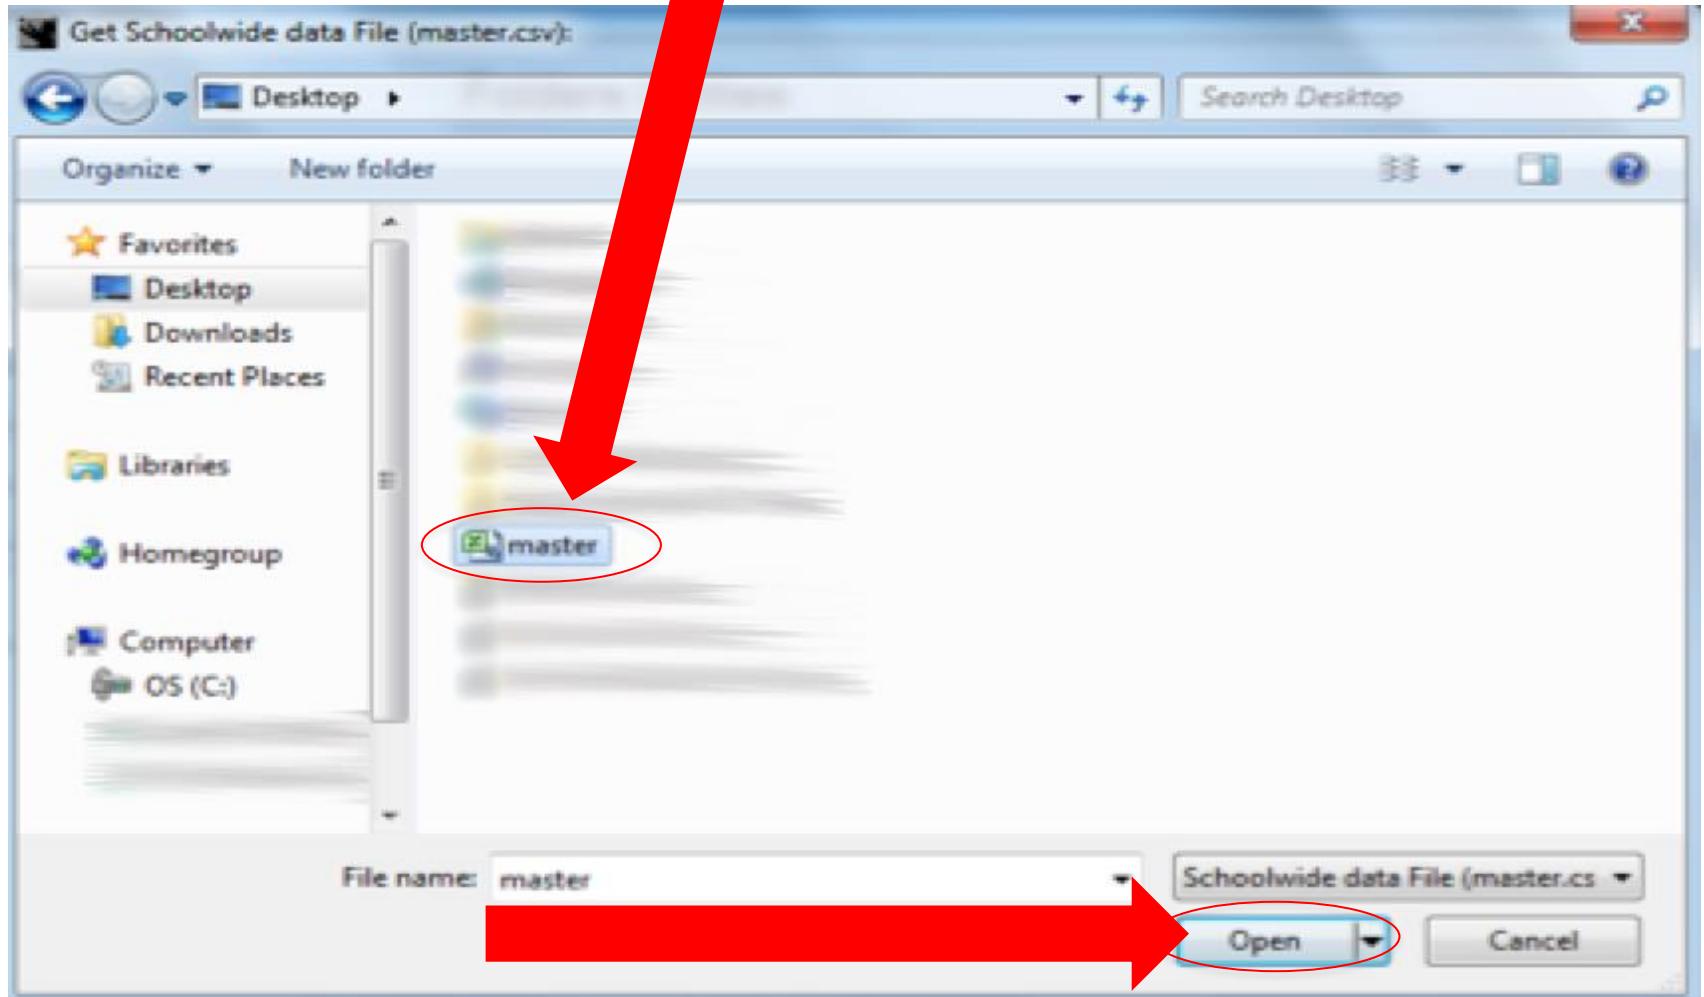 Get Schoolwide data File (master.csv):
Desktop
Search Desktop
Organize
New folder
Favorites
Desktop
Downloads
Recent Places
Libraries
Homegroup
Computer
OS (C:)
master
File name: master
Schoolwide data File (master.cs
Open
Cancel